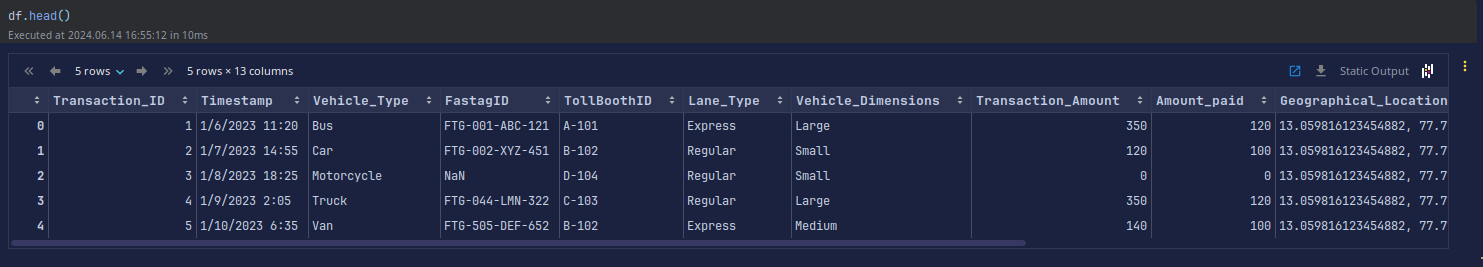 df.head()
Executed at 2024.06.14 16:55:12 in 10ms
5 rows 5 rows × 13 columns Static Output
Transaction_ID Timestamp Vehicle_Type FastagID TollBoothID Lane_Type Vehicle_Dimensions Transaction_Amount Amount_paid Geographical_Location
0 1 1/6/2023 11:20 Bus FTG-001-ABC-121 A-101 Express Large 350 120 13.059816123454882, 77.7
1 2 1/7/2023 14:55 Car FTG-002-XYZ-451 B-102 Regular Small 120 100 13.059816123454882, 77.7
2 3 1/8/2023 18:25 Motorcycle NaN D-104 Regular Small 0 0 13.059816123454882, 77.7
3 4 1/9/2023 2:05 Truck FTG-044-LMN-322 C-103 Regular Large 350 120 13.059816123454882, 77.7
4 5 1/10/2023 6:35 Van FTG-505-DEF-652 B-102 Express Medium 140 100 13.059816123454882, 77.7